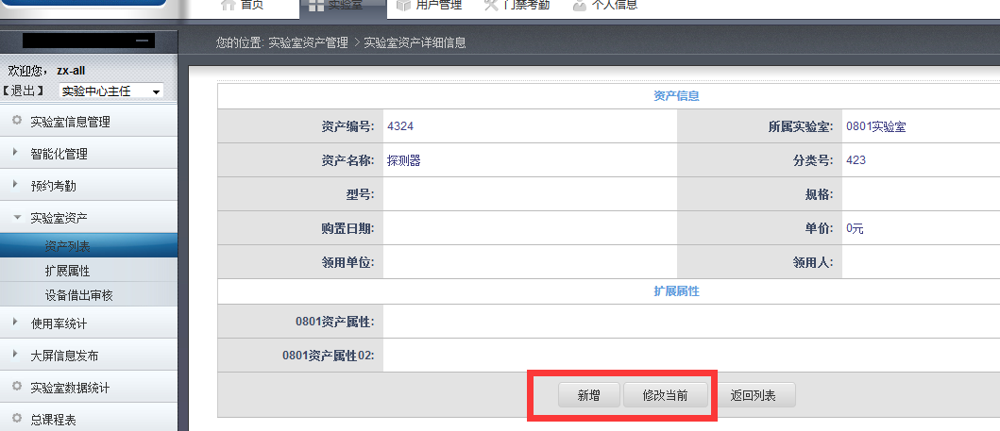 首页 实验室 用户管理 门禁考勤 个人信息
您的位置: 实验室资产管理 > 实验室资产详细信息
欢迎您， zx-all
【退出】 实验中心主任
实验室信息管理
智能化管理
预约考勤
实验室资产
资产列表
扩展属性
设备借出审核
使用率统计
大屏信息发布
实验室数据统计
总课程表
资产信息
资产编号: 4324 所属实验室: 0801实验室
资产名称: 探测器 分类号: 423
型号: 规格:
购置日期: 单价: 0元
领用单位: 领用人:
扩展属性
0801资产属性:
0801资产属性02:
新增 修改当前 返回列表